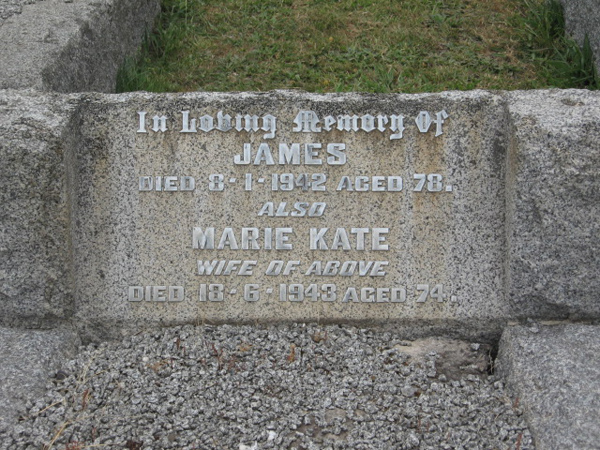 In Loving Memory Of
JAMES
DIED 8-1-1942 AGED 78.
ALSO
MARIE KATE
WIFE OF ABOVE
DIED 18-6-1943 AGED 74.